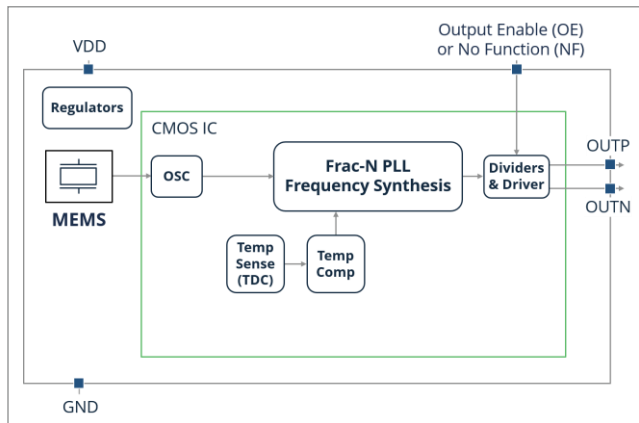 VDD
Output Enable (OE)
or No Function (NF)
Regulators
CMOS IC
OUTP
MEMS
OSC
Frac-N PLL
Frequency Synthesis
Dividers
& Driver
OUTN
Temp
Sense
(TDC)
Temp
Comp
GND